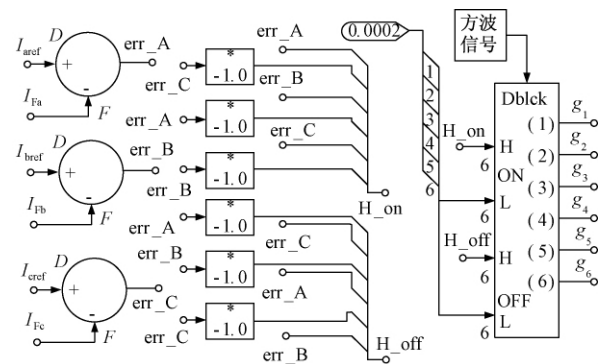 I_aref
D
+
-
F
I_Fa
err_A
I_bref
D
+
-
F
I_Fb
err_B
I_cref
D
+
-
F
I_Fc
err_C
err_C
*
-1.0
err_A
*
-1.0
err_B
*
-1.0
err_A
*
-1.0
err_B
*
-1.0
err_C
*
-1.0
err_A
err_B
err_C
H_on
err_C
err_A
err_B
H_off
0.0002
1
2
3
4
5
6
方波
信号
Dblck
H_on
6
H
ON
6
L
H_off
6
H
OFF
6
L
(1)
(2)
(3)
(4)
(5)
(6)
g1
g2
g3
g4
g5
g6